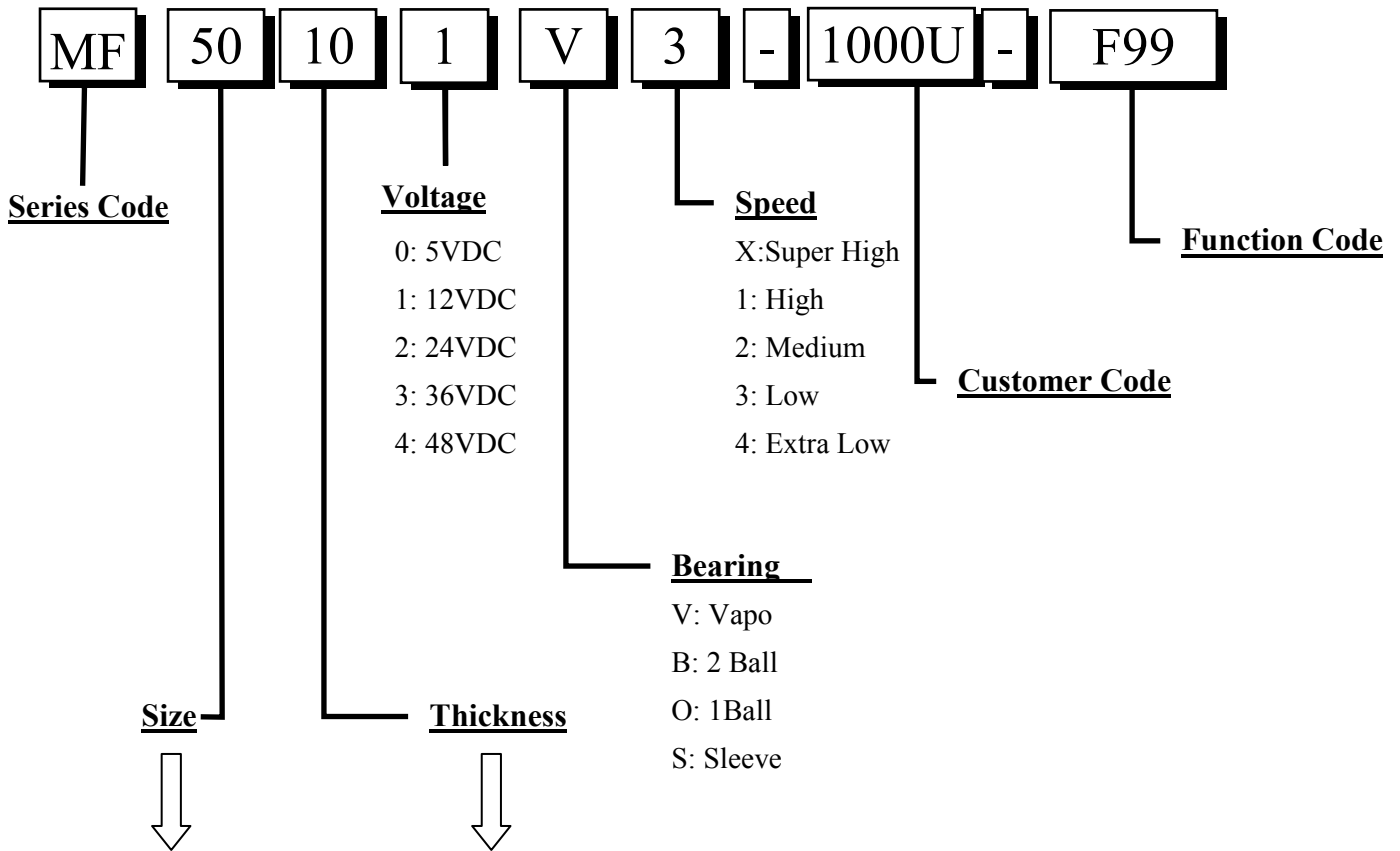 MF 50 10 1 V 3 - 1000U - F99
Series Code
Voltage
0: 5VDC
1: 12VDC
2: 24VDC
3: 36VDC
4: 48VDC
Speed
X:Super High
1: High
2: Medium
3: Low
4: Extra Low
Function Code
Customer Code
Bearing
V: Vapo
B: 2 Ball
O: 1Ball
S: Sleeve
Size
Thickness